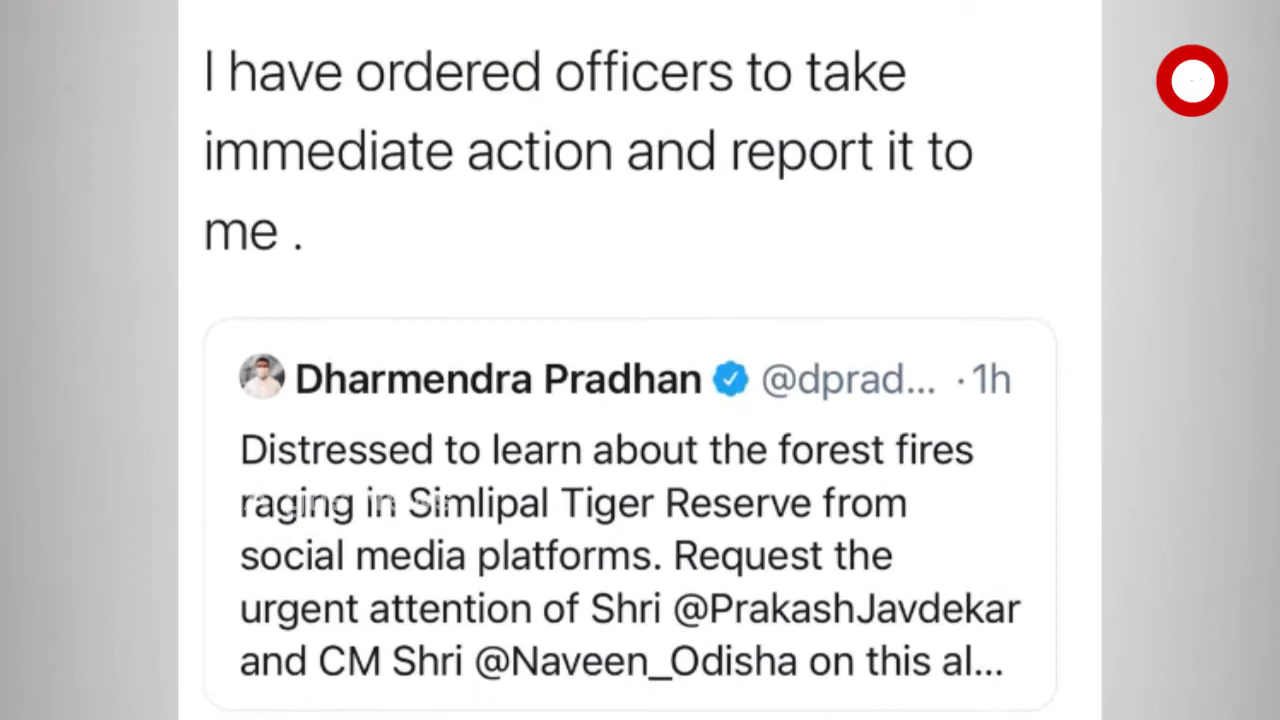 I have ordered officers to take
immediate action and report it to
me .
Dharmendra Pradhan @dprad... · 1h
Distressed to learn about the forest fires
raging in Simlipal Tiger Reserve from
social media platforms. Request the
urgent attention of Shri @PrakashJavdekar
and CM Shri @Naveen_Odisha on this al...